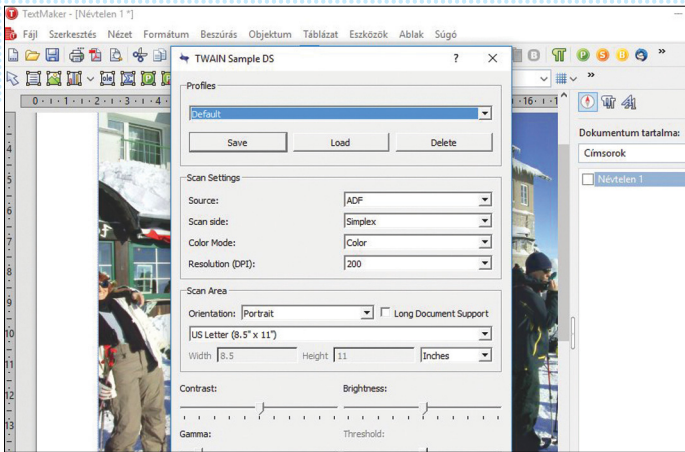 TextMaker - [Névtelen 1 *]
Fájl Szerkesztés Nézet Formátum Beszúrás Objektum Táblázat Eszközök Ablak Súgó
TWAIN Sample DS
Profiles
Default
Save Load Delete
Scan Settings
Source: ADF
Scan side: Simplex
Color Mode: Color
Resolution (DPI): 200
Scan Area
Orientation: Portrait Long Document Support
US Letter (8.5" x 11")
Width 8.5 Height 11 Inches
Contrast: Brightness:
Gamma: Threshold:
Dokumentum tartalma:
Címsorok
Névtelen 1